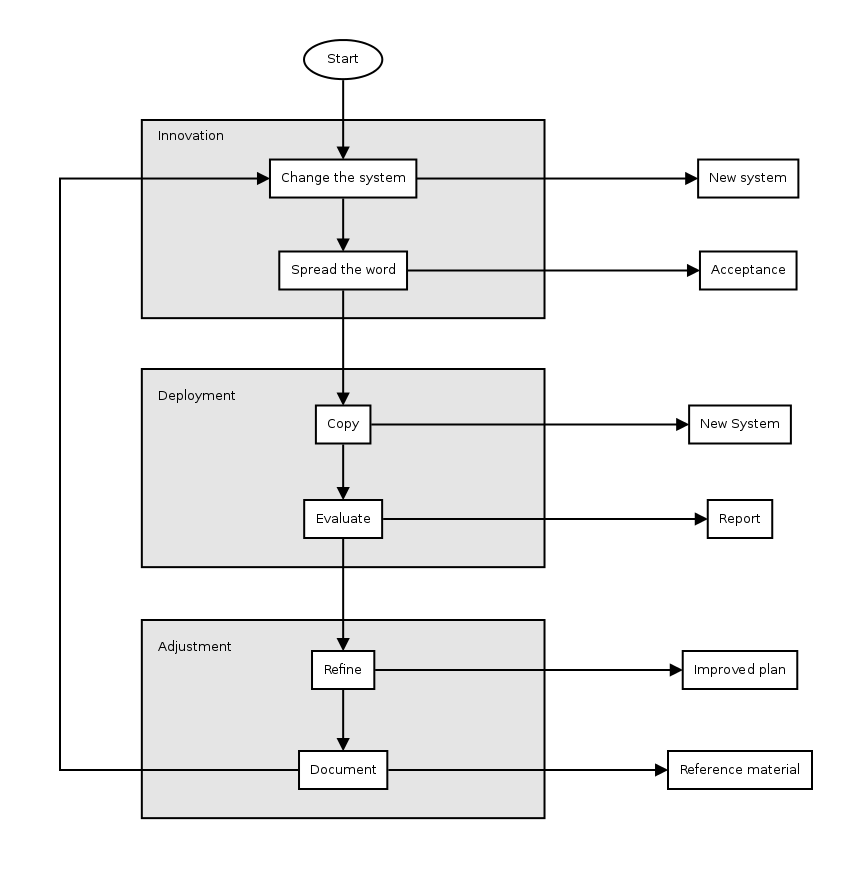 Start
Innovation
Change the system
New system
Spread the word
Acceptance
Deployment
Copy
New System
Evaluate
Report
Adjustment
Refine
Improved plan
Document
Reference material